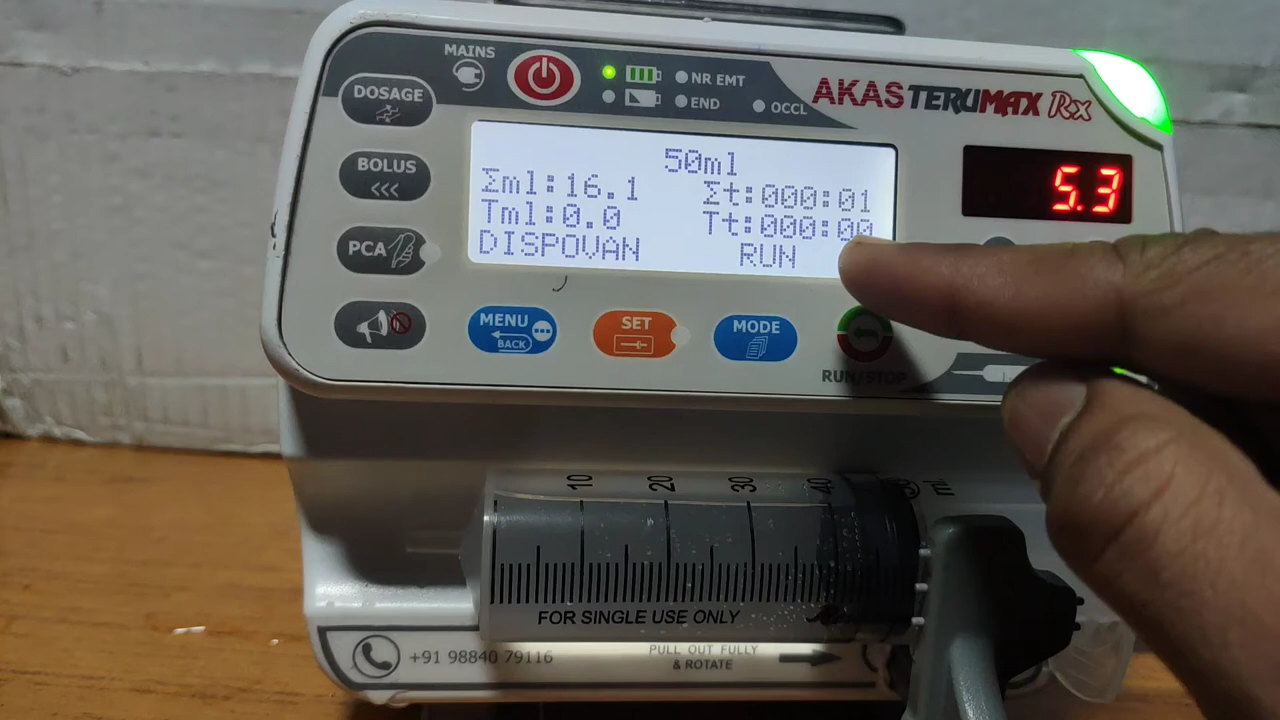 MAINS
DOSAGE
BOLUS
<<<
PCA
NR EMT
END
OCCL
AKAS TERUMAX Rx
5.3
50ml
Σml:16.1 Σt:000:01
Tml:0.0 Tt:000:00
DISPOVAN RUN
MENU
BACK
SET
MODE
RUN/STOP
10 20 30 40 50 ml
FOR SINGLE USE ONLY
+91 98840 79116
PULL OUT FULLY
& ROTATE